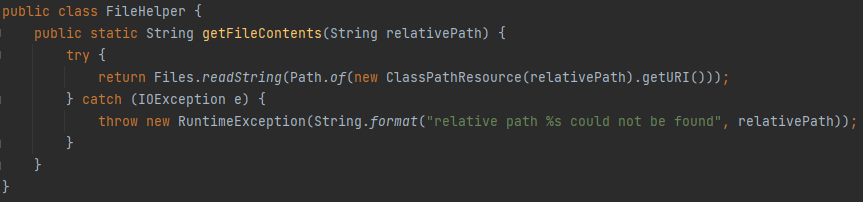 public class FileHelper {
    public static String getFileContents(String relativePath) {
        try {
            return Files.readString(Path.of(new ClassPathResource(relativePath).getURI()));
        } catch (IOException e) {
            throw new RuntimeException(String.format("relative path %s could not be found", relativePath));
        }
    }
}